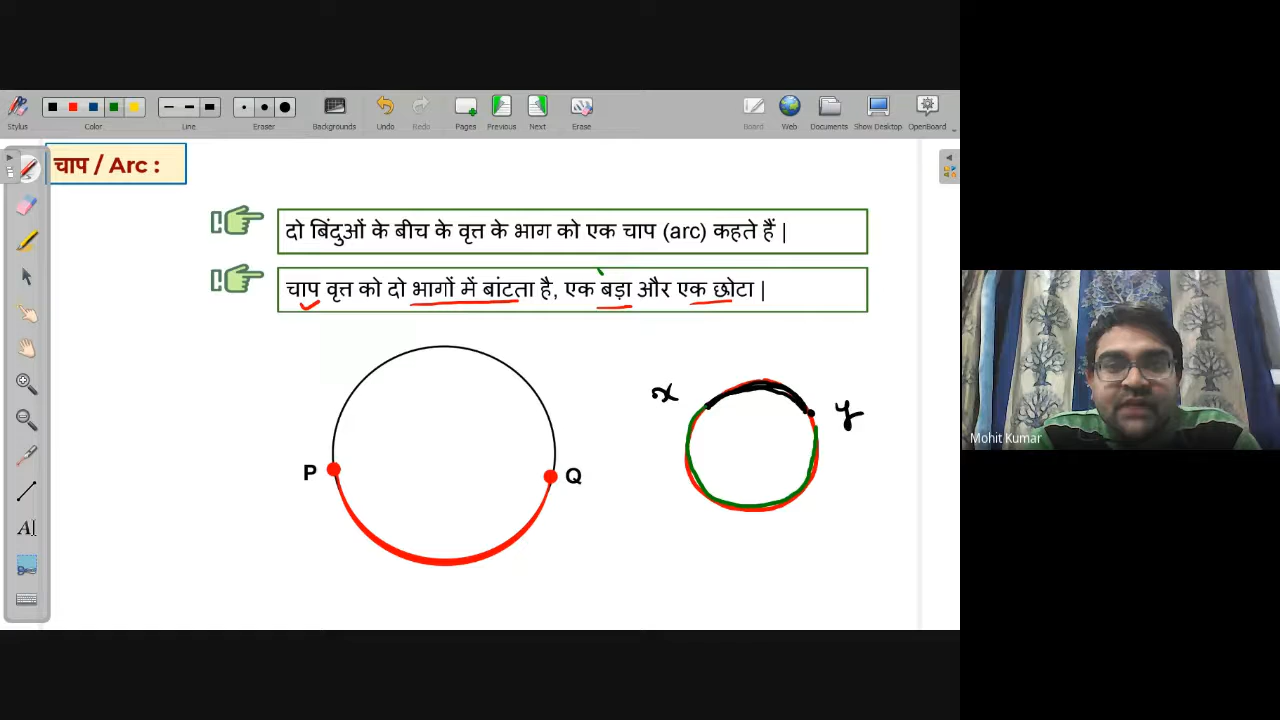 Stylus Color Line Eraser Backgrounds Undo Redo Pages Previous Next Erase Board Web Documents Show Desktop OpenBoard
चाप / Arc :
दो बिंदुओं के बीच के वृत्त के भाग को एक चाप (arc) कहते हैं |
चाप वृत्त को दो भागों में बांटता है, एक बड़ा और एक छोटा |
x
y
P
Q
A
Mohit Kumar